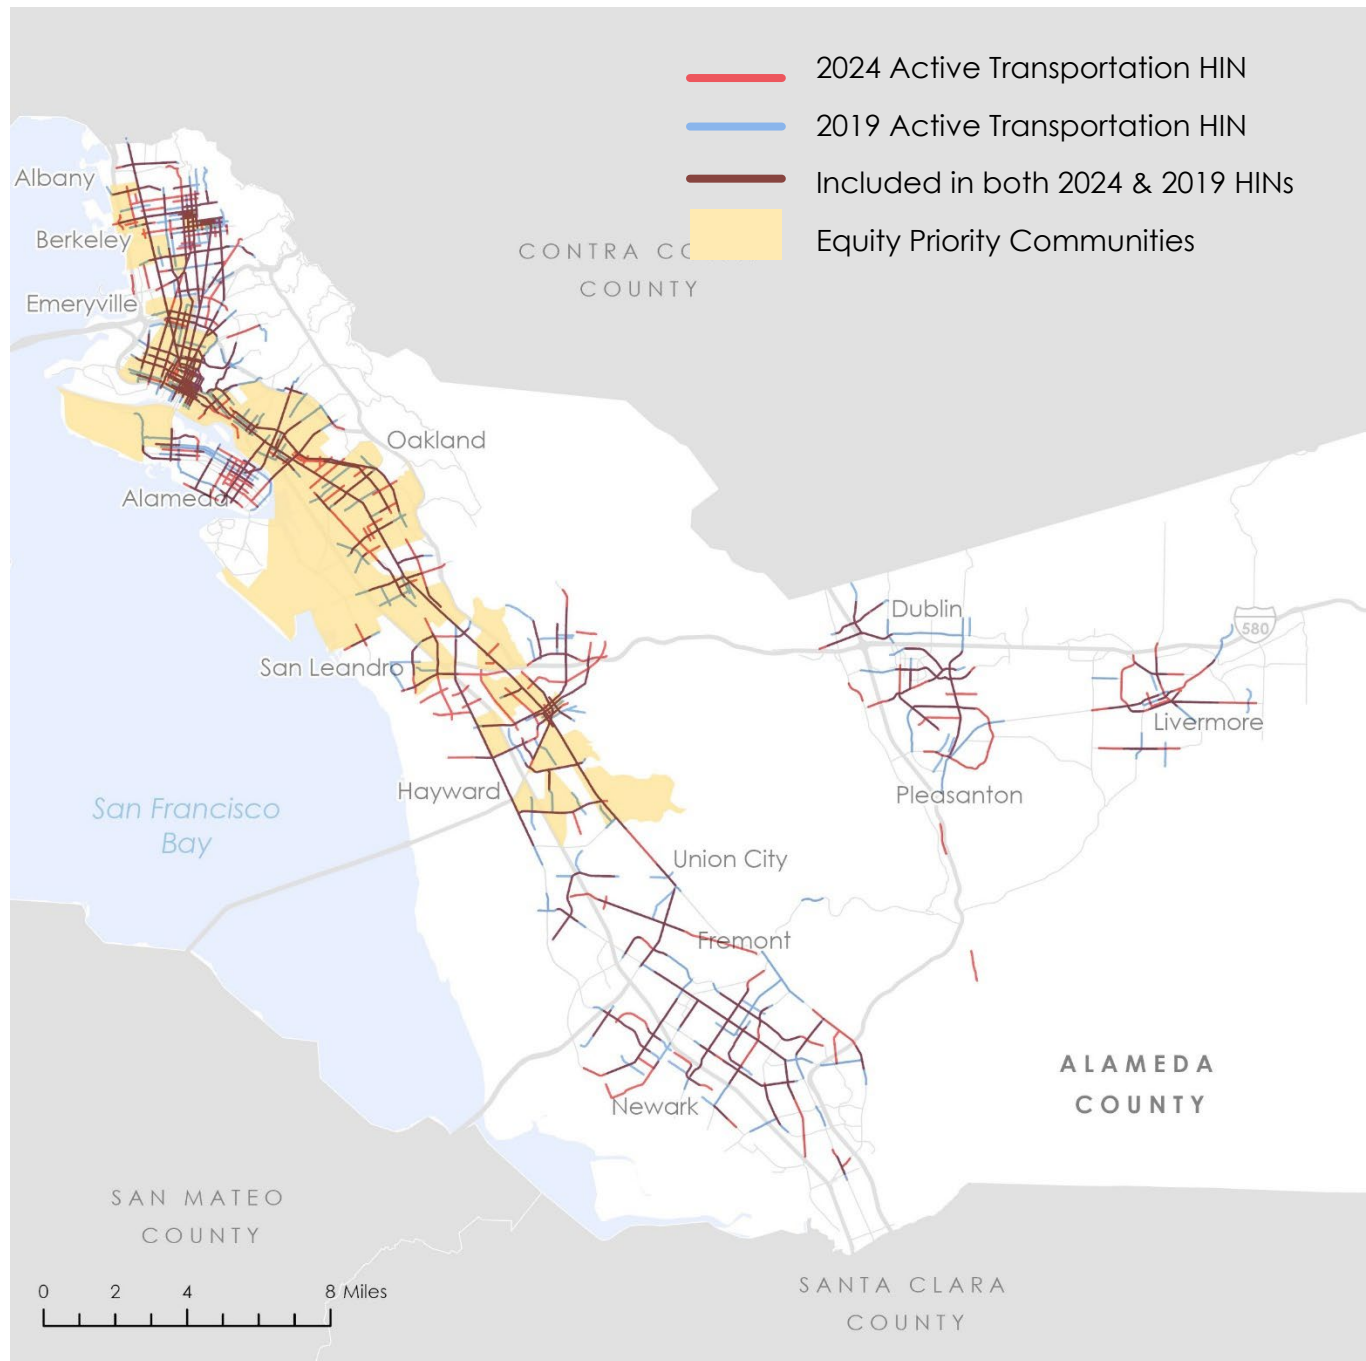 2024 Active Transportation HIN
2019 Active Transportation HIN
Included in both 2024 & 2019 HINs
Equity Priority Communities
CONTRA CO
COUNTY
Albany
Berkeley
Emeryville
Oakland
Alameda
San Leandro
Dublin
580
Livermore
Pleasanton
Hayward
San Francisco
Bay
Union City
Fremont
Newark
ALAMEDA
COUNTY
SAN MATEO
COUNTY
SANTA CLARA
COUNTY
0 2 4 8 Miles